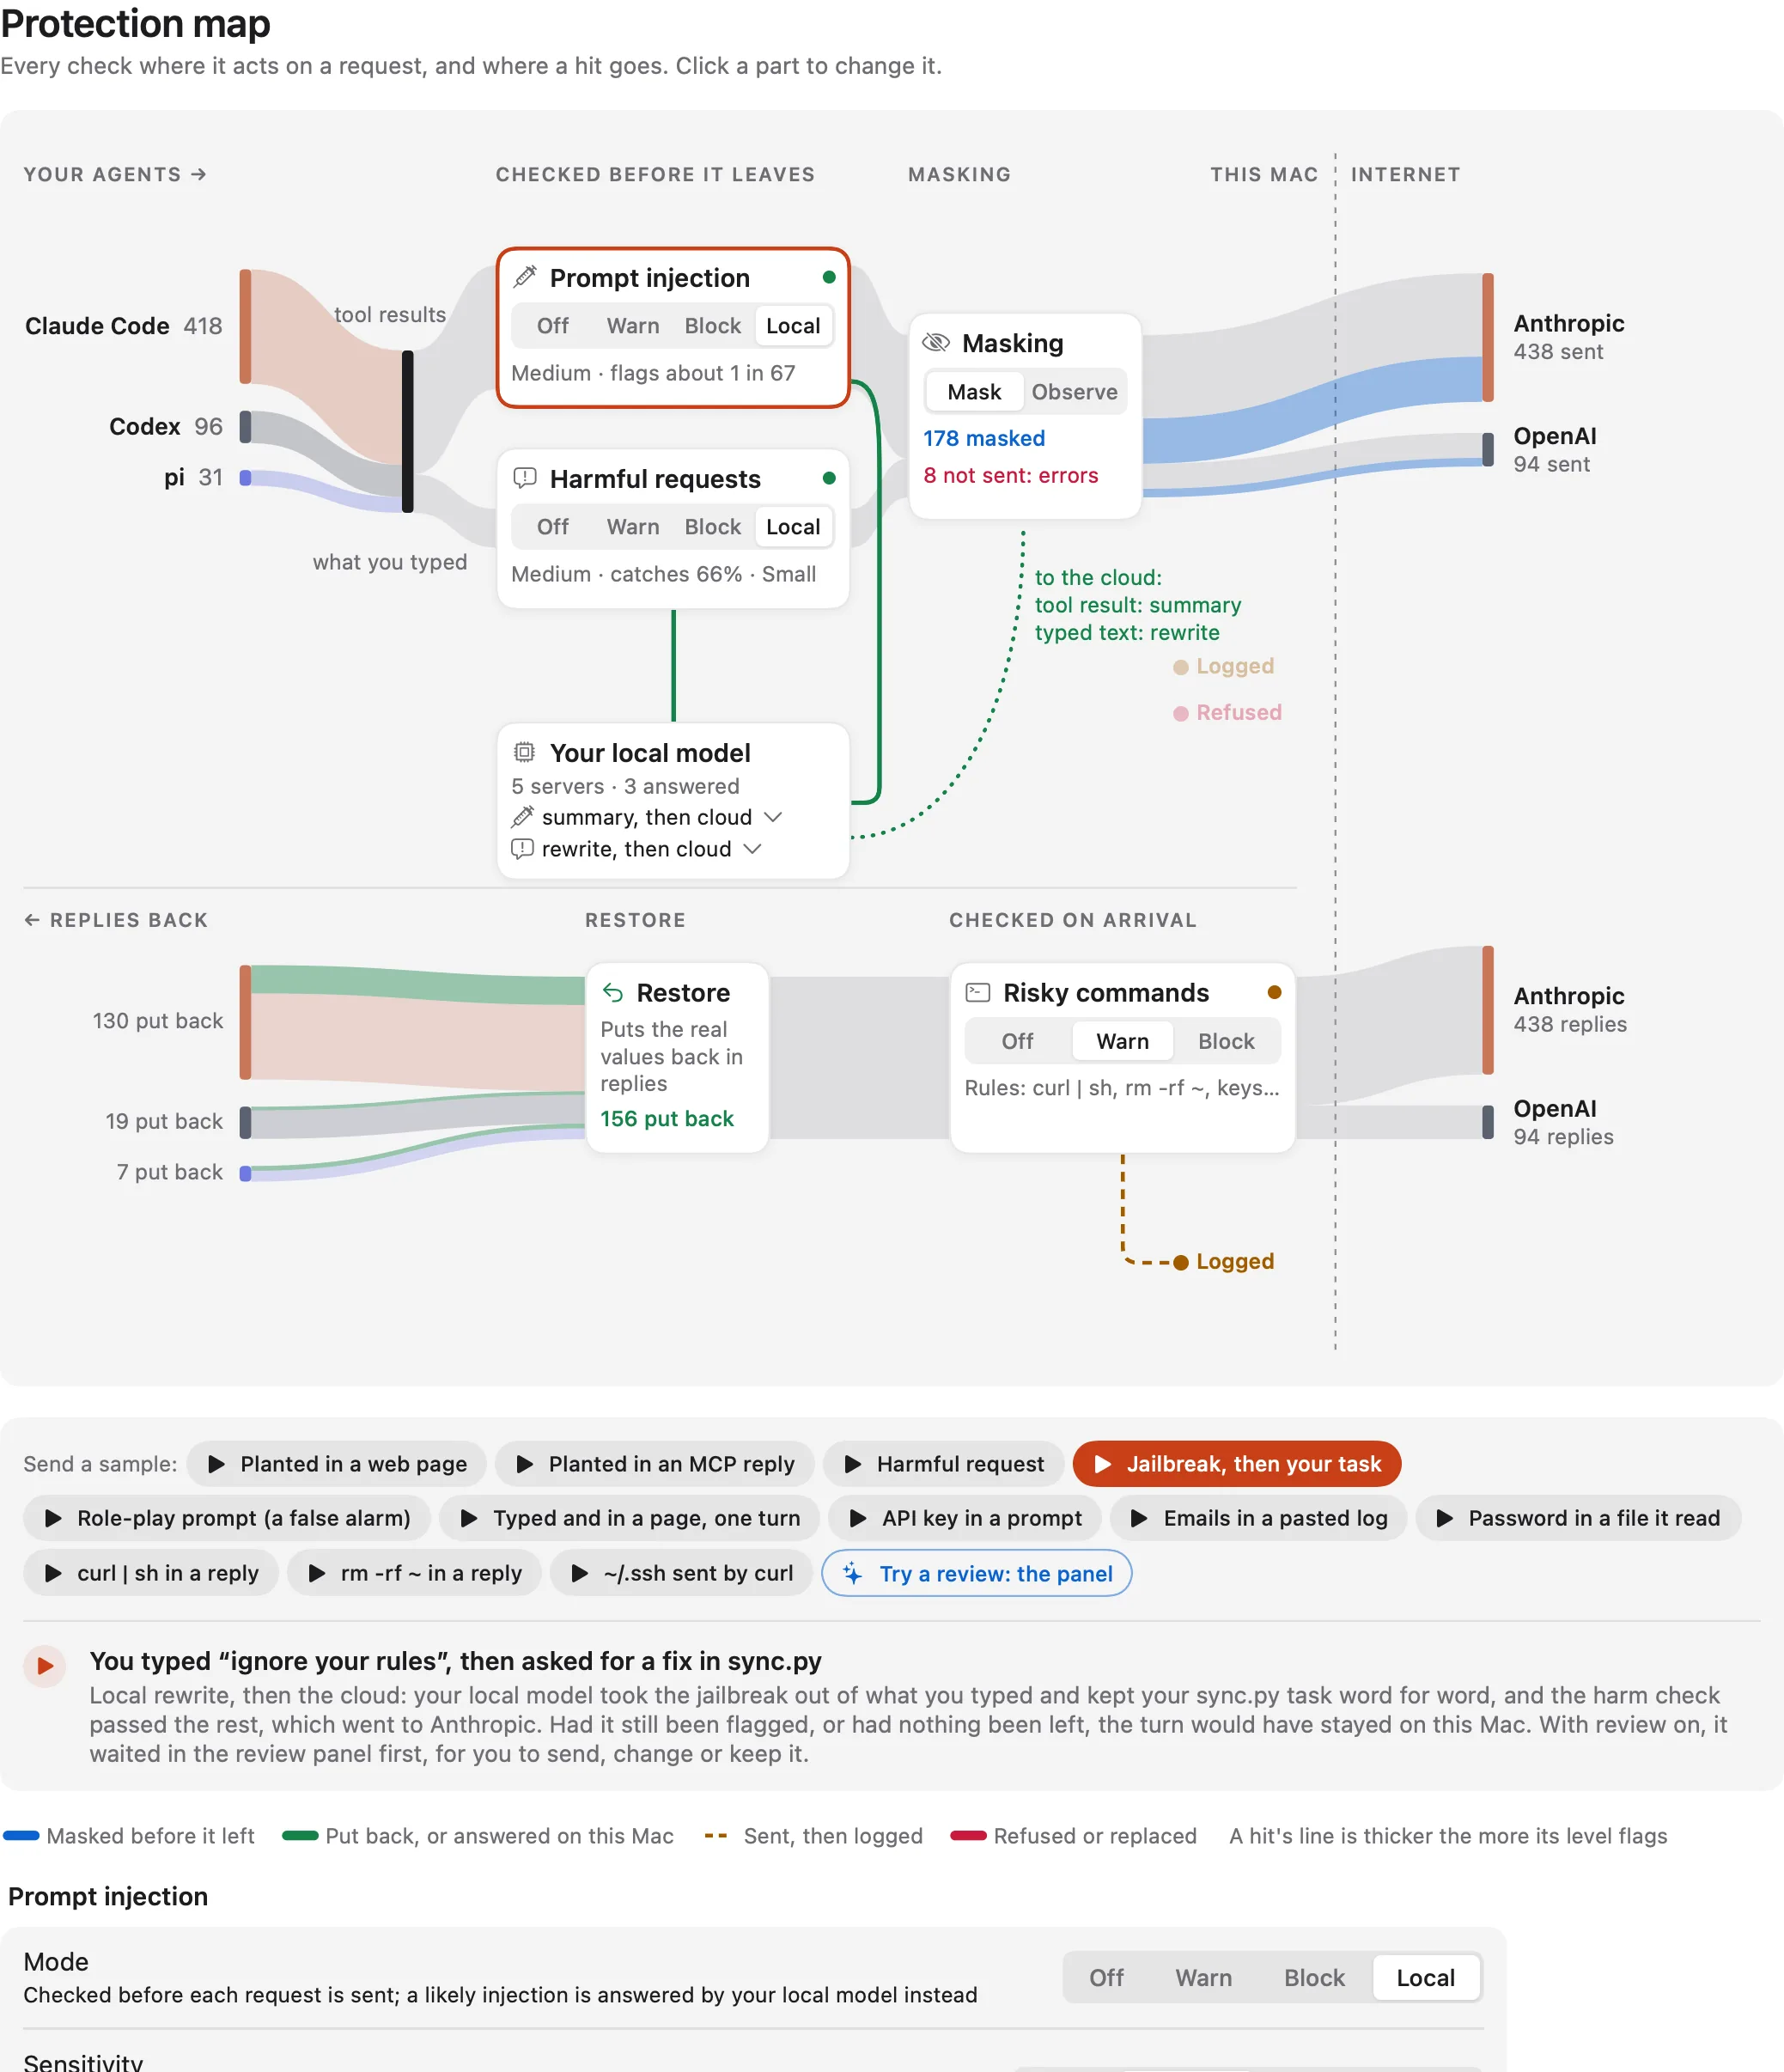 Protection map
Every check where it acts on a request, and where a hit goes. Click a part to change it.
YOUR AGENTS →
CHECKED BEFORE IT LEAVES
MASKING
THIS MAC
INTERNET
Claude Code 418
Codex 96
pi 31
tool results
what you typed
Prompt injection
Off Warn Block Local
Medium · flags about 1 in 67
Harmful requests
Off Warn Block Local
Medium · catches 66% · Small
Masking
Mask Observe
178 masked
8 not sent: errors
Anthropic
438 sent
OpenAI
94 sent
to the cloud:
tool result: summary
typed text: rewrite
Logged
Refused
Your local model
5 servers · 3 answered
summary, then cloud
rewrite, then cloud
← REPLIES BACK
RESTORE
CHECKED ON ARRIVAL
130 put back
19 put back
7 put back
Restore
Puts the real
values back in
replies
156 put back
Risky commands
Off Warn Block
Rules: curl | sh, rm -rf ~, keys...
Anthropic
438 replies
OpenAI
94 replies
Logged
Send a sample: Planted in a web page Planted in an MCP reply Harmful request Jailbreak, then your task
Role-play prompt (a false alarm) Typed and in a page, one turn API key in a prompt Emails in a pasted log Password in a file it read
curl | sh in a reply rm -rf ~ in a reply ~/.ssh sent by curl Try a review: the panel
You typed “ignore your rules”, then asked for a fix in sync.py
Local rewrite, then the cloud: your local model took the jailbreak out of what you typed and kept your sync.py task word for word, and the harm check
passed the rest, which went to Anthropic. Had it still been flagged, or had nothing been left, the turn would have stayed on this Mac. With review on, it
waited in the review panel first, for you to send, change or keep it.
Masked before it left Put back, or answered on this Mac Sent, then logged Refused or replaced A hit's line is thicker the more its level flags
Prompt injection
Mode
Checked before each request is sent; a likely injection is answered by your local model instead
Off Warn Block Local
Sensitivity